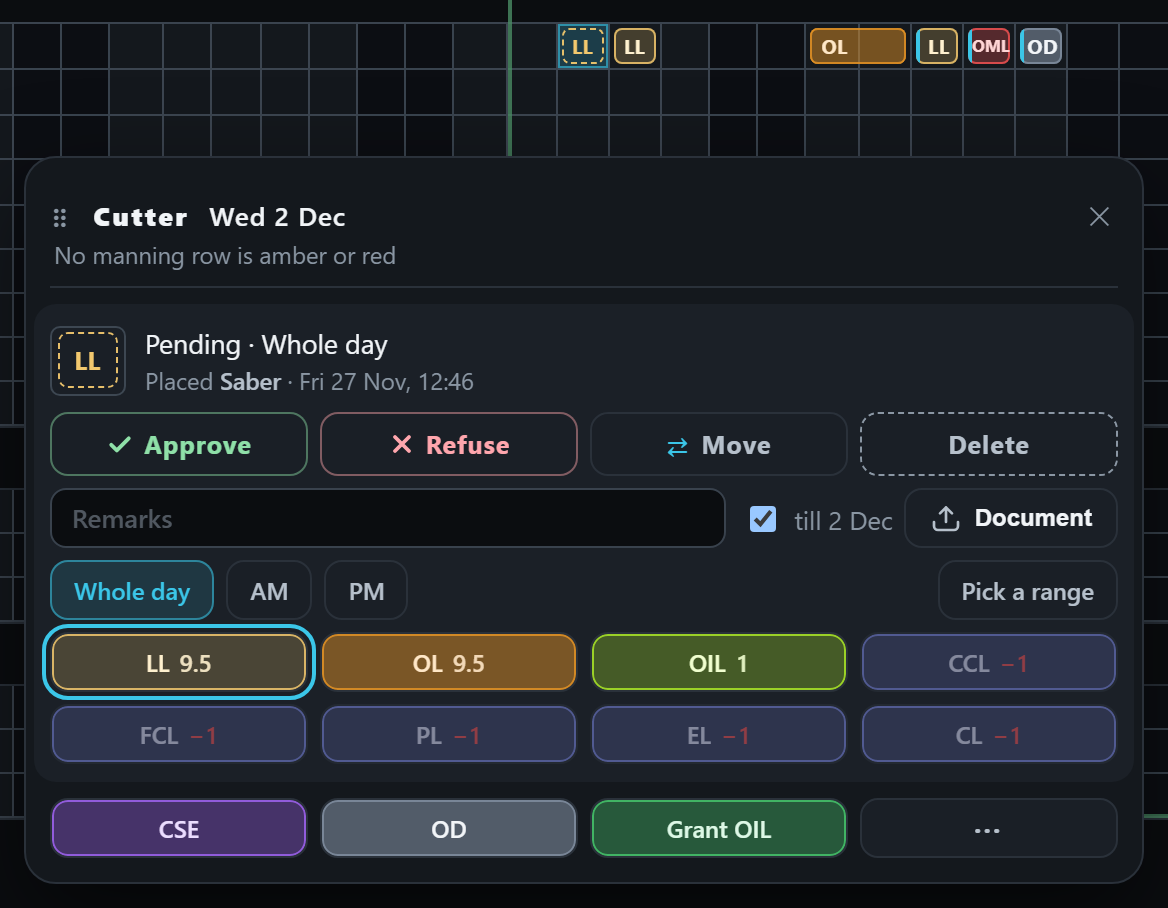 LL LL OL LL OML OD
Cutter Wed 2 Dec
No manning row is amber or red
LL
Pending · Whole day
Placed Saber · Fri 27 Nov, 12:46
Approve Refuse Move Delete
Remarks till 2 Dec Document
Whole day AM PM Pick a range
LL 9.5 OL 9.5 OIL 1 CCL −1
FCL −1 PL −1 EL −1 CL −1
CSE OD Grant OIL ···